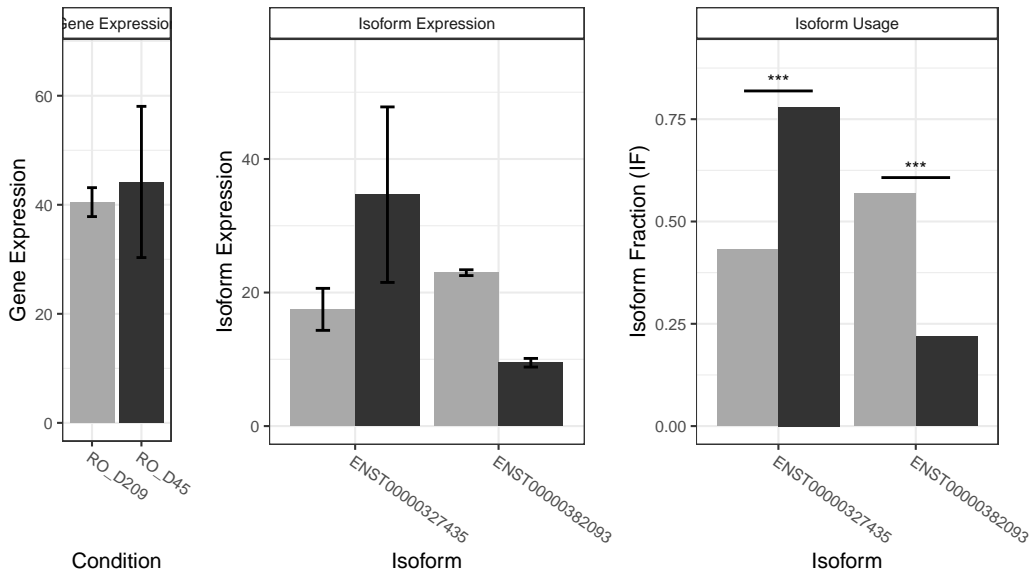 Gene Expression
Gene Expression
60
40
20
0
RO_D209
RO_D45
Condition
Isoform Expression
Isoform Expression
40
20
0
ENST00000327435
ENST00000382093
Isoform
Isoform Usage
Isoform Fraction (IF)
0.75
0.50
0.25
0.00
***
***
ENST00000327435
ENST00000382093
Isoform